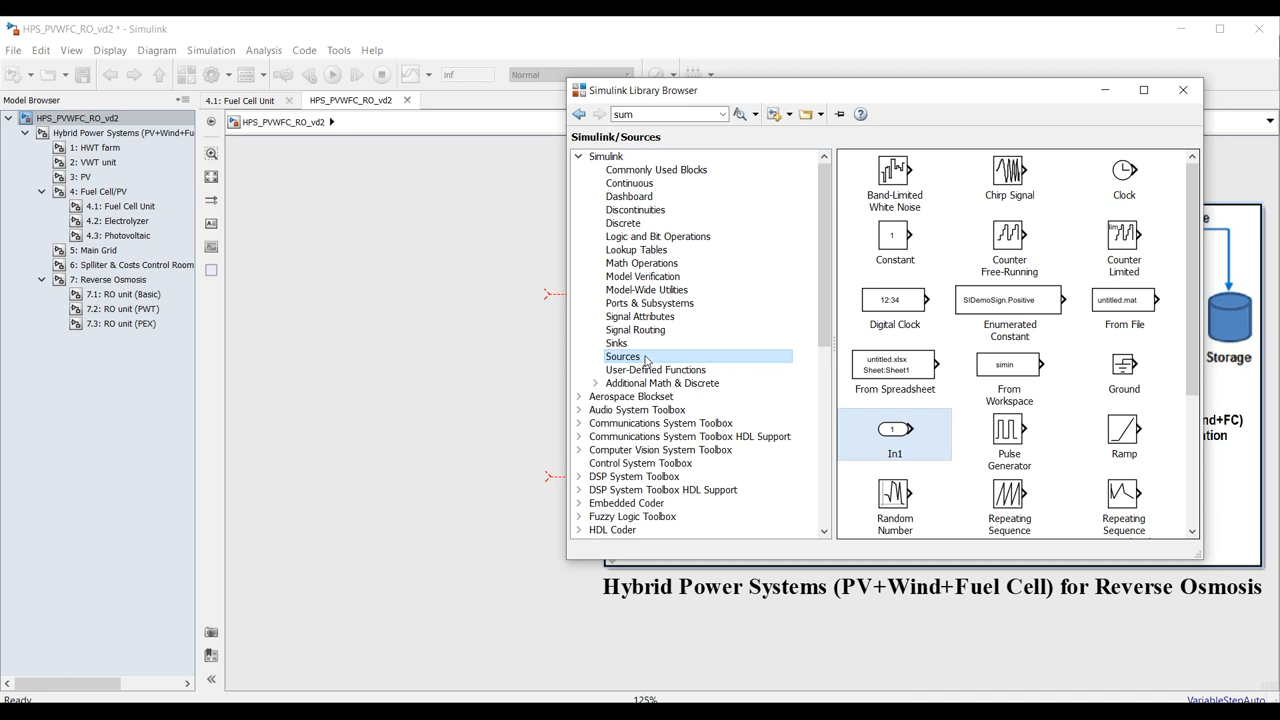 HPS_PVWFC_RO_vd2 * - Simulink
File Edit View Display Diagram Simulation Analysis Code Tools Help
inf Normal
Model Browser
4.1: Fuel Cell Unit HPS_PVWFC_RO_vd2
HPS_PVWFC_RO_vd2
HPS_PVWFC_RO_vd2
Hybrid Power Systems (PV+Wind+Fu
1: HWT farm
2: VWT unit
3: PV
4: Fuel Cell/PV
4.1: Fuel Cell Unit
4.2: Electrolyzer
4.3: Photovoltaic
5: Main Grid
6: Splliter & Costs Control Room
7: Reverse Osmosis
7.1: RO unit (Basic)
7.2: RO unit (PWT)
7.3: RO unit (PEX)
Simulink Library Browser
sum
Simulink/Sources
Simulink
Commonly Used Blocks
Continuous
Dashboard
Discontinuities
Discrete
Logic and Bit Operations
Lookup Tables
Math Operations
Model Verification
Model-Wide Utilities
Ports & Subsystems
Signal Attributes
Signal Routing
Sinks
Sources
User-Defined Functions
Additional Math & Discrete
Aerospace Blockset
Audio System Toolbox
Communications System Toolbox
Communications System Toolbox HDL Support
Computer Vision System Toolbox
Control System Toolbox
DSP System Toolbox
DSP System Toolbox HDL Support
Embedded Coder
Fuzzy Logic Toolbox
HDL Coder
Band-Limited
White Noise
Chirp Signal
Clock
1
Constant
Counter
Free-Running
lim
Counter
Limited
12:34
Digital Clock
SlDemoSign.Positive
Enumerated
Constant
untitled.mat
From File
untitled.xlsx
Sheet:Sheet1
From Spreadsheet
simin
From
Workspace
Ground
1
In1
Pulse
Generator
Ramp
Random
Number
Repeating
Sequence
Repeating
Sequence
e
Storage
nd+FC)
tion
Hybrid Power Systems (PV+Wind+Fuel Cell) for Reverse Osmosis
Ready 125% VariableStepAuto